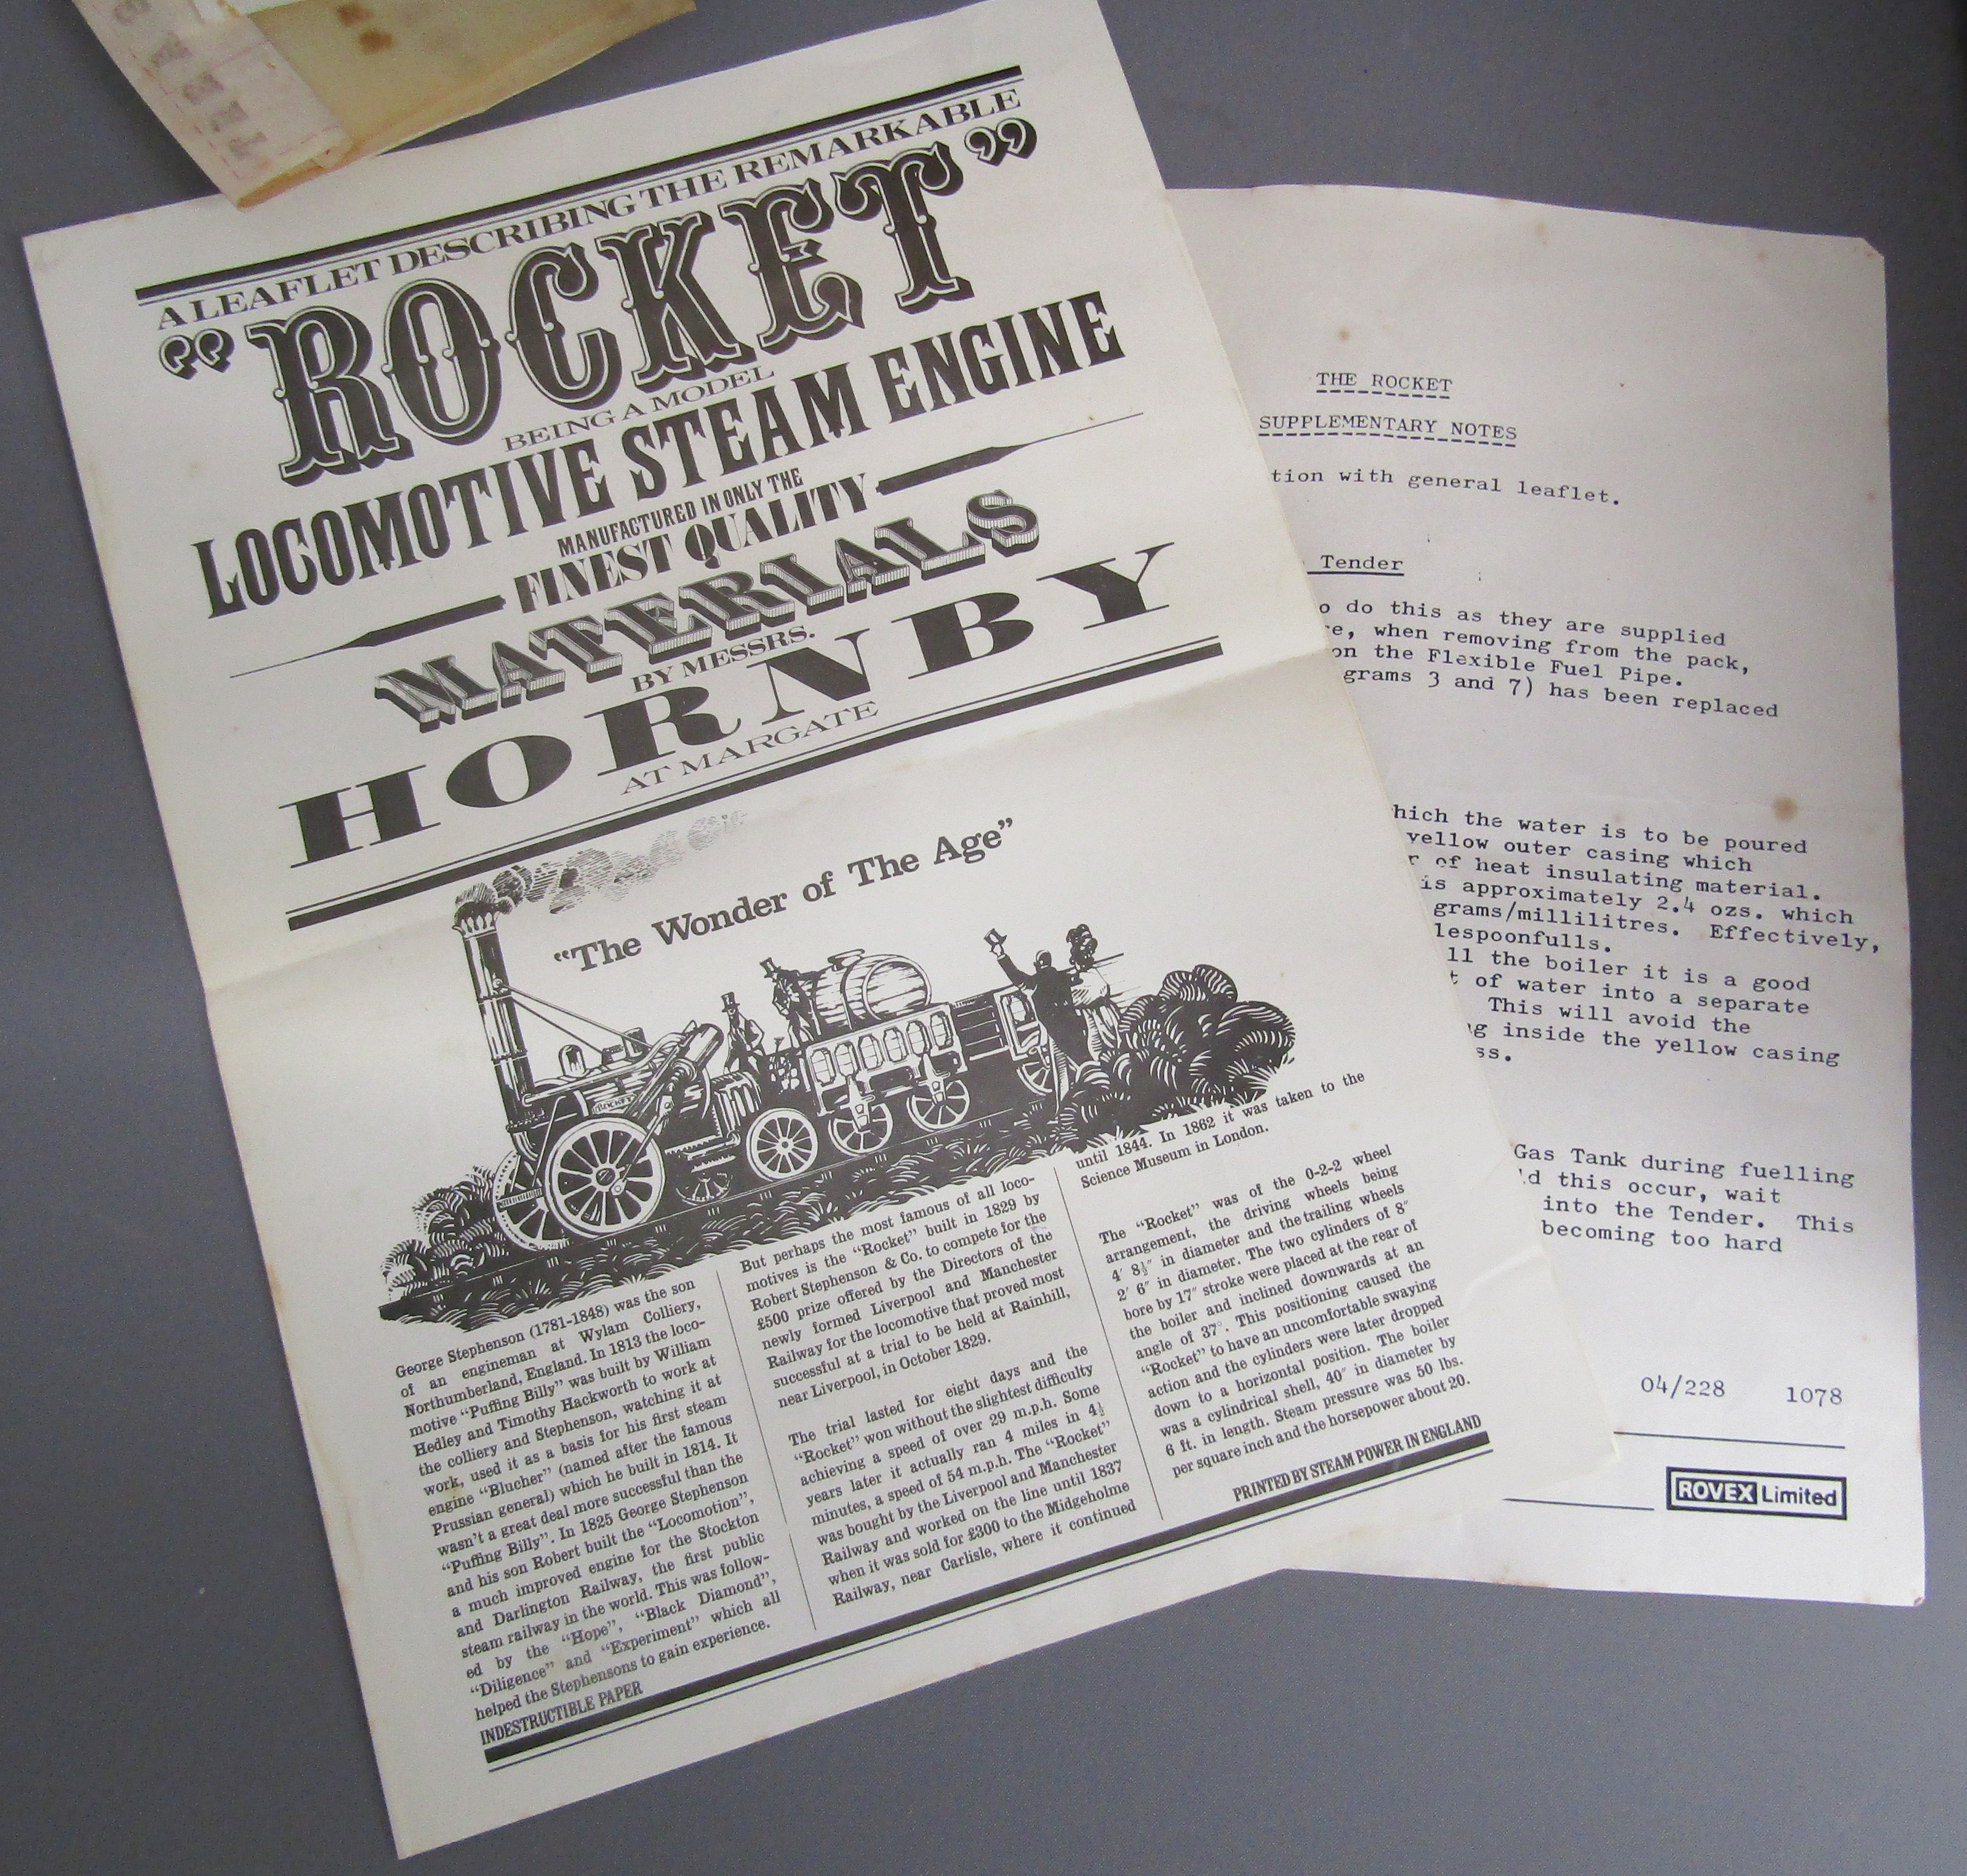 A LEAFLET DESCRIBING THE REMARKABLE
“ROCKET”
BEING A MODEL
LOCOMOTIVE STEAM ENGINE
MANUFACTURED IN ONLY THE
FINEST QUALITY
MATERIALS
BY MESSRS.
HORNBY
AT MARGATE
“The Wonder of The Age”
ROCKET
George Stephenson (1781-1848) was the son
of an engineman at Wylam Colliery,
Northumberland, England. In 1813 the loco-
motive “Puffing Billy” was built by William
Hedley and Timothy Hackworth to work at
the colliery and Stephenson, watching it at
work, used it as a basis for his first steam
engine “Blucher” (named after the famous
Prussian general) which he built in 1814. It
wasn’t a great deal more successful than the
“Puffing Billy”. In 1825 George Stephenson
and his son Robert built the “Locomotion”,
a much improved engine for the Stockton
and Darlington Railway, the first public
steam railway in the world. This was follow-
ed by the “Hope”, “Black Diamond”,
“Diligence” and “Experiment” which all
helped the Stephensons to gain experience.
INDESTRUCTIBLE PAPER
But perhaps the most famous of all loco-
motives is the “Rocket” built in 1829 by
Robert Stephenson & Co. to compete for the
£500 prize offered by the Directors of the
newly formed Liverpool and Manchester
Railway for the locomotive that proved most
successful at a trial to be held at Rainhill,
near Liverpool, in October 1829.
The trial lasted for eight days and the
“Rocket” won without the slightest difficulty
achieving a speed of over 29 m.p.h. Some
years later it actually ran 4 miles in 4½
minutes, a speed of 54 m.p.h. The “Rocket”
was bought by the Liverpool and Manchester
Railway and worked on the line until 1837
when it was sold for £300 to the Midgeholme
Railway, near Carlisle, where it continued
until 1844. In 1862 it was taken to the
Science Museum in London.
The “Rocket” was of the 0-2-2 wheel
arrangement, the driving wheels being
4′ 8½″ in diameter and the trailing wheels
2′ 6″ in diameter. The two cylinders of 8″
bore by 17″ stroke were placed at the rear of
the boiler and inclined downwards at an
angle of 37°. This positioning caused the
“Rocket” to have an uncomfortable swaying
action and the cylinders were later dropped
down to a horizontal position. The boiler
was a cylindrical shell, 40″ in diameter by
6 ft. in length. Steam pressure was 50 lbs.
per square inch and the horsepower about 20.
PRINTED BY STEAM POWER IN ENGLAND
THE ROCKET
SUPPLEMENTARY NOTES
tion with general leaflet.
Tender
o do this as they are supplied
re, when removing from the pack,
on the Flexible Fuel Pipe.
grams 3 and 7) has been replaced
hich the water is to be poured
yellow outer casing which
r of heat insulating material.
is approximately 2.4 ozs. which
grams/millilitres. Effectively,
lespoonfulls.
ll the boiler it is a good
t of water into a separate
This will avoid the
ng inside the yellow casing
ss.
Gas Tank during fuelling
ld this occur, wait
into the Tender. This
becoming too hard
04/228 1078
ROVEX Limited